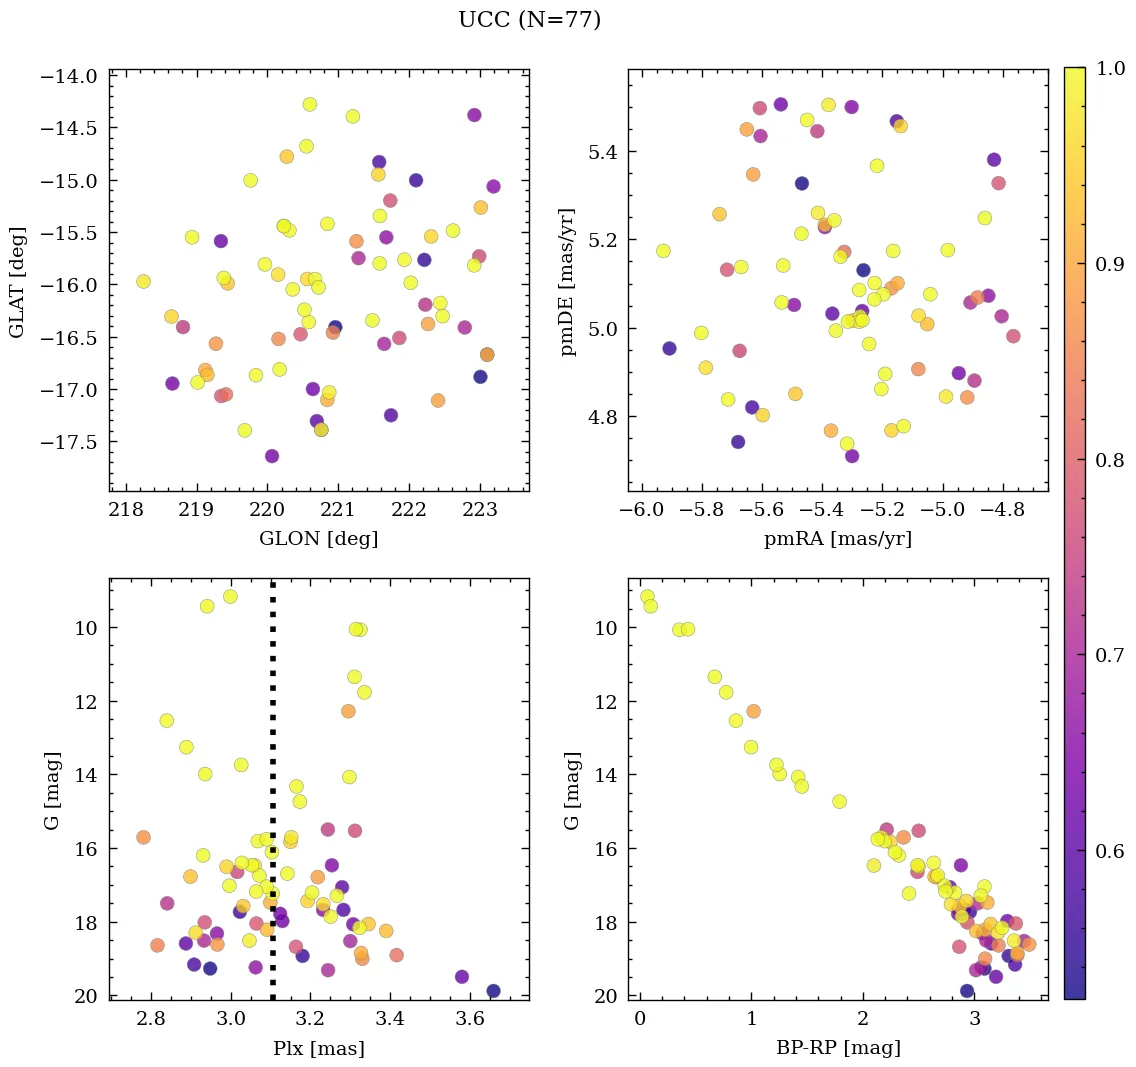 UCC (N=77)
−14.0
−14.5
−15.0
−15.5
−16.0
−16.5
−17.0
−17.5
GLAT [deg]
218 219 220 221 222 223
GLON [deg]
5.4
5.2
5.0
4.8
pmDE [mas/yr]
−6.0 −5.8 −5.6 −5.4 −5.2 −5.0 −4.8
pmRA [mas/yr]
1.0
0.9
0.8
0.7
0.6
10
12
14
16
18
20
G [mag]
2.8 3.0 3.2 3.4 3.6
Plx [mas]
10
12
14
16
18
20
G [mag]
0 1 2 3
BP-RP [mag]